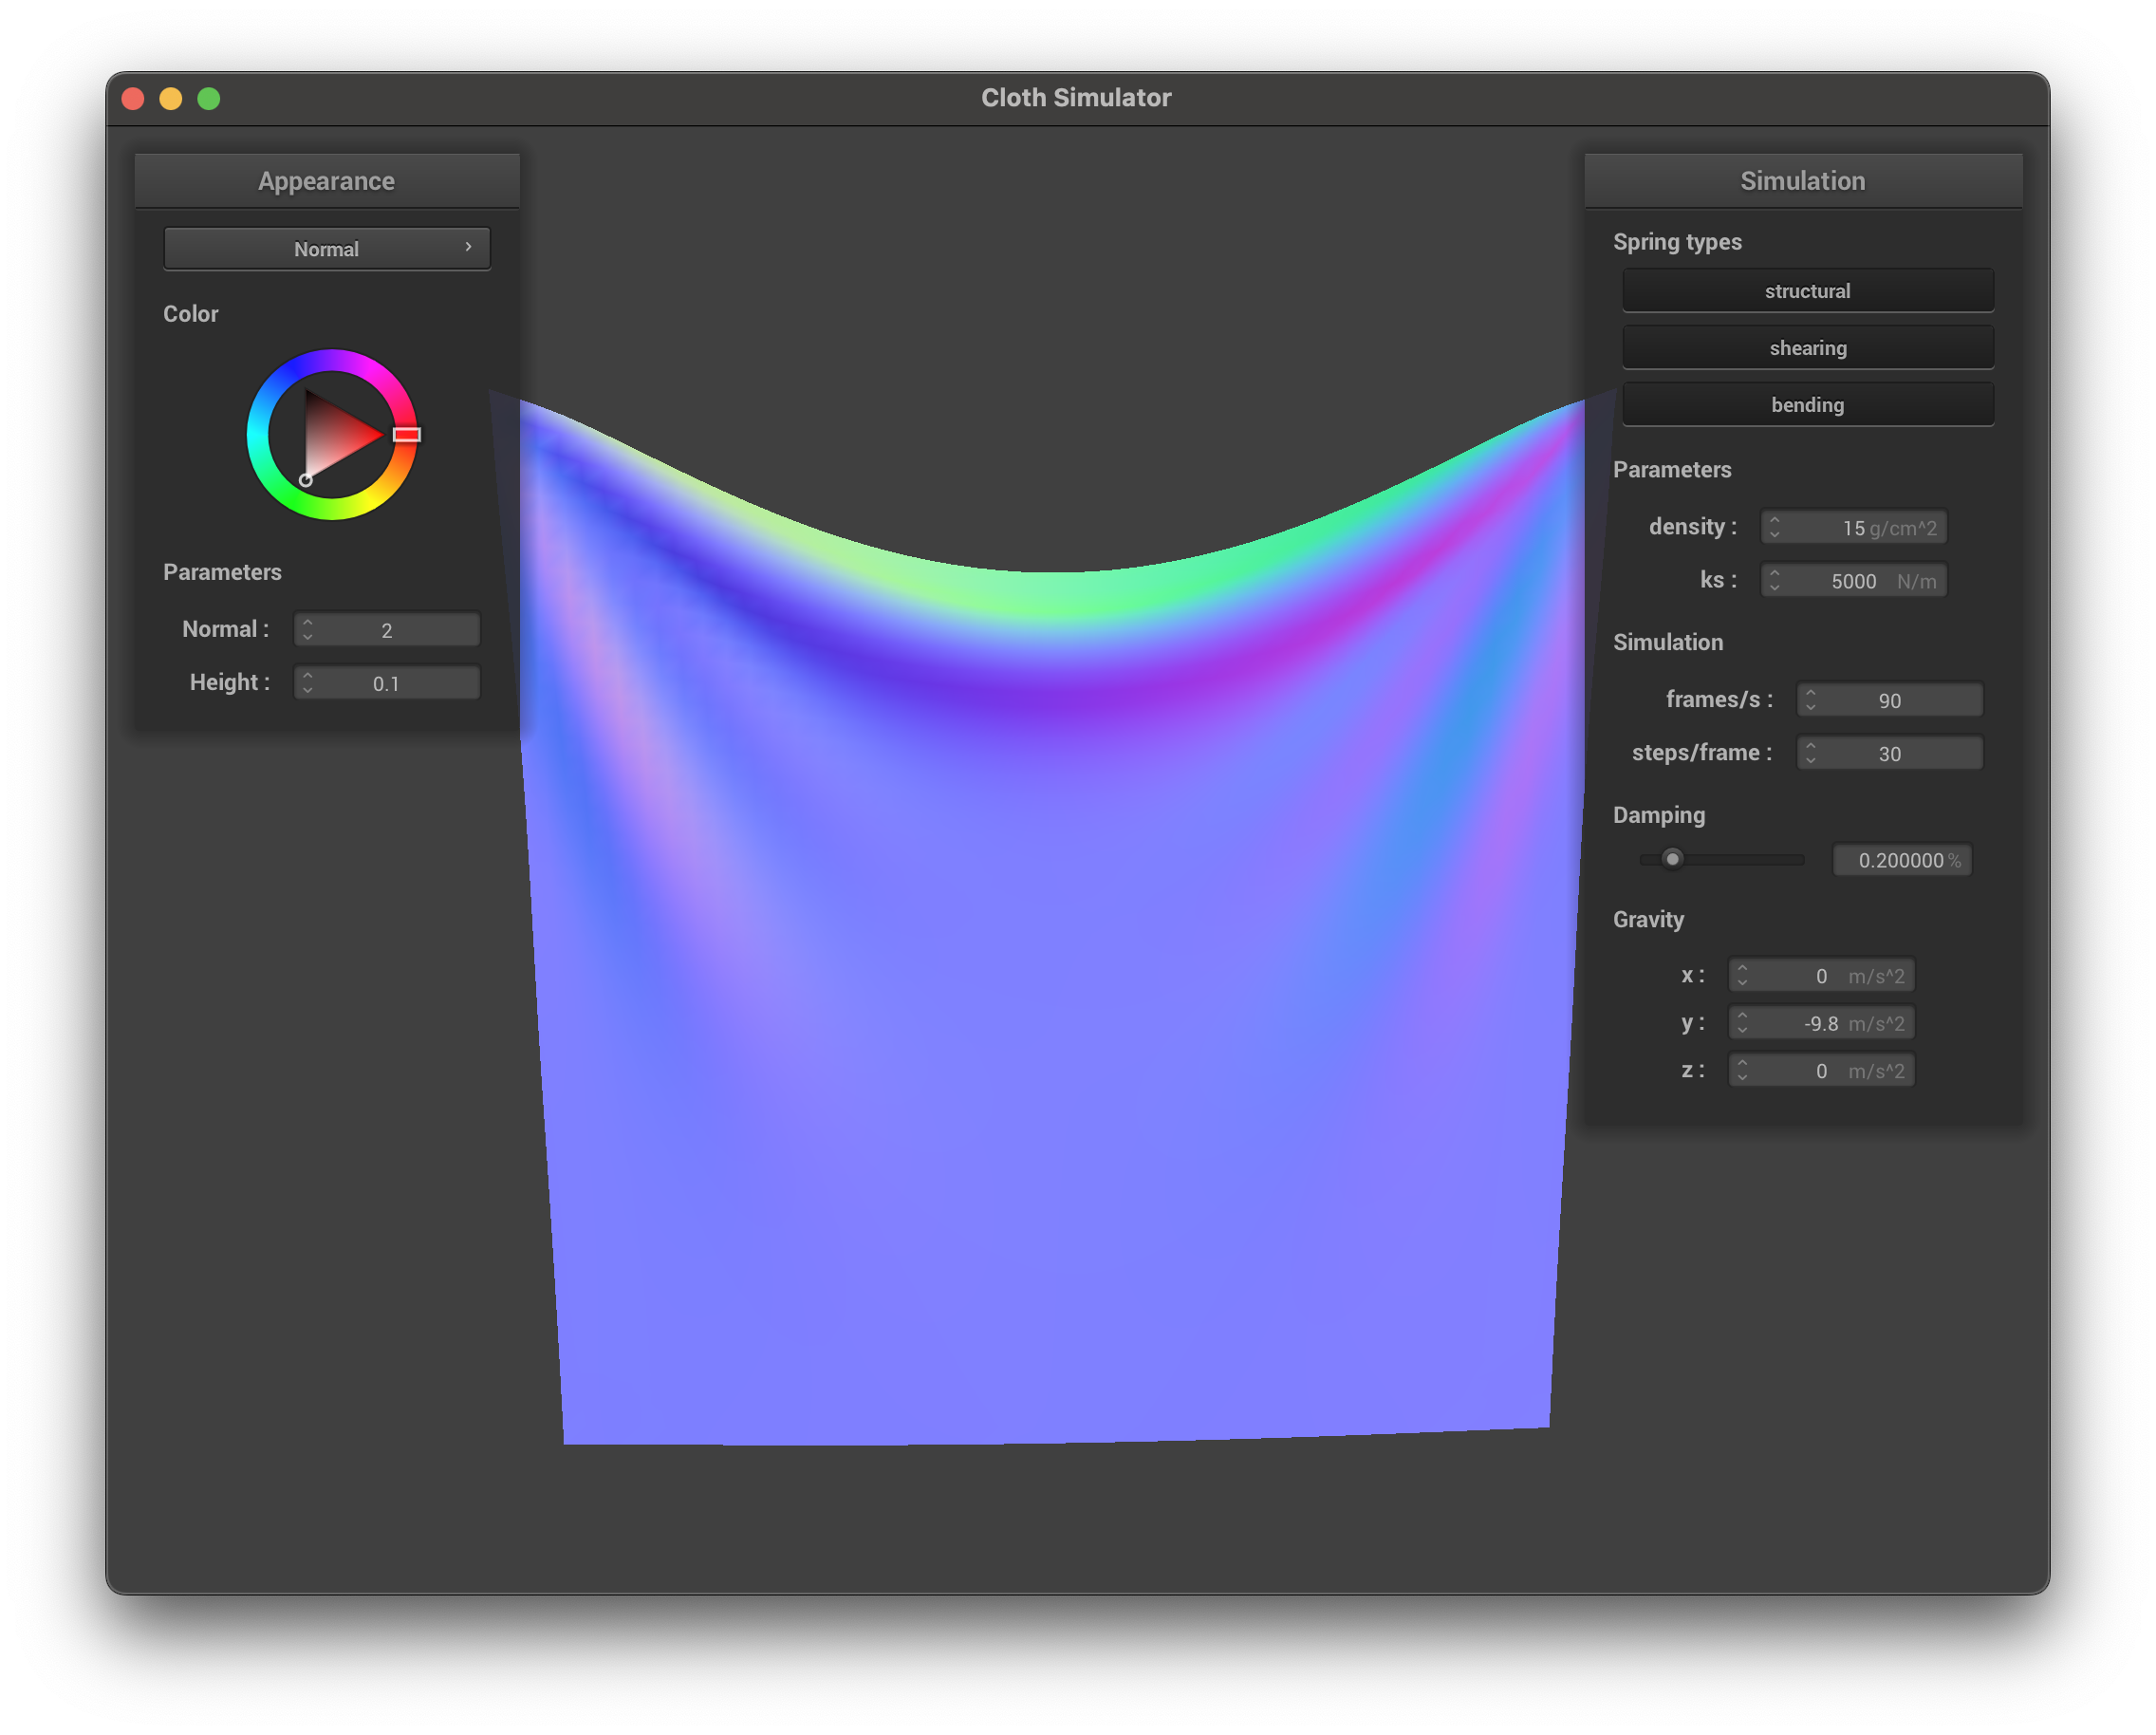 Cloth Simulator
Appearance
Normal
Color
Parameters
Normal : 2
Height : 0.1
Simulation
Spring types
structural
shearing
bending
Parameters
density : 15 g/cm^2
ks : 5000 N/m
Simulation
frames/s : 90
steps/frame : 30
Damping
0.200000 %
Gravity
x : 0 m/s^2
y : -9.8 m/s^2
z : 0 m/s^2